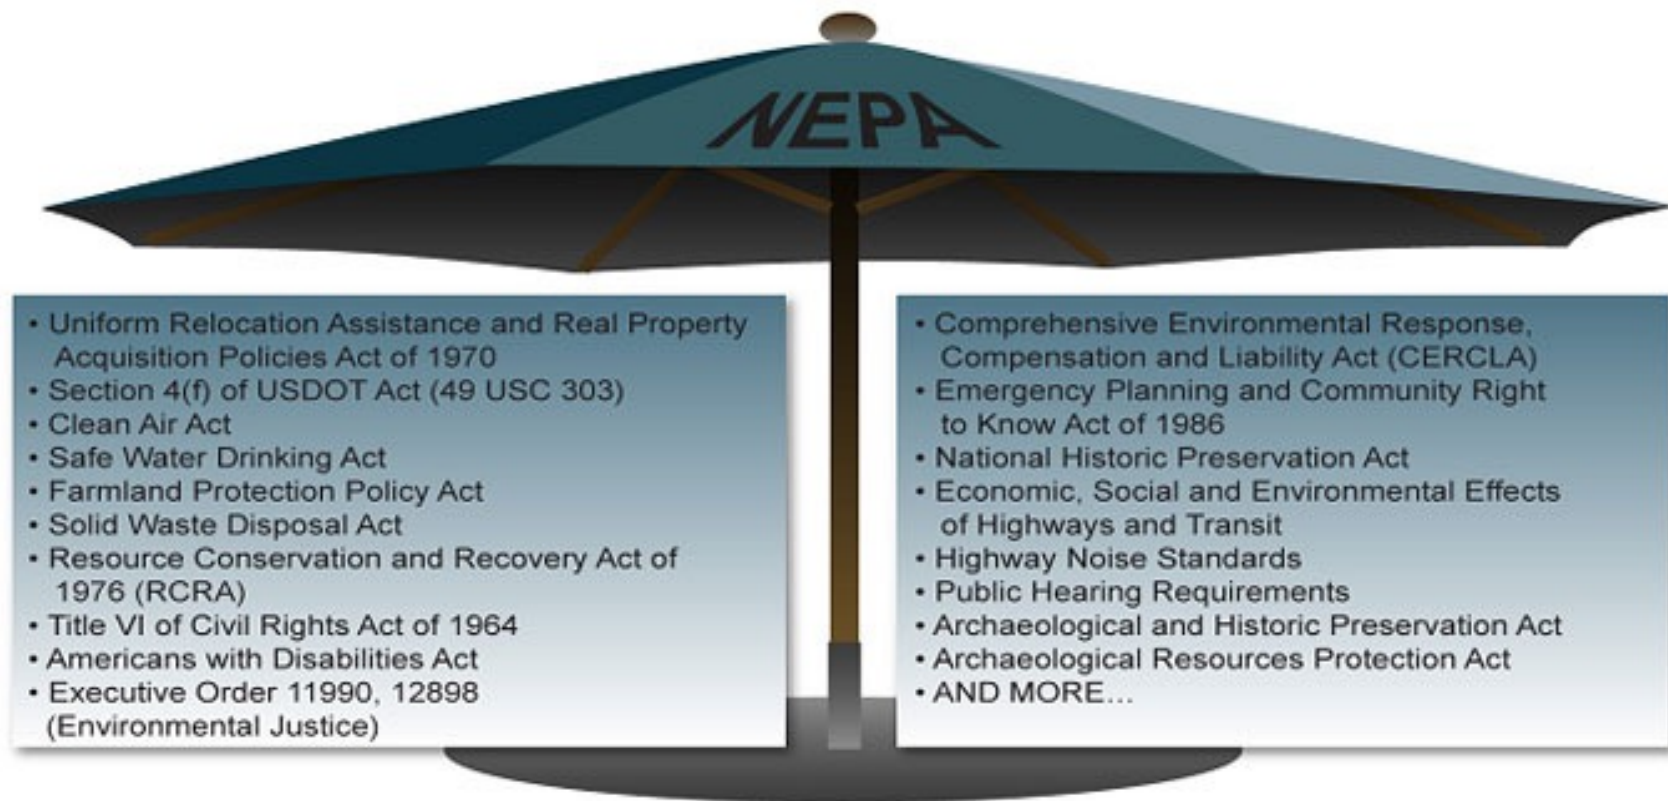 NEPA
• Uniform Relocation Assistance and Real Property
Acquisition Policies Act of 1970
• Section 4(f) of USDOT Act (49 USC 303)
• Clean Air Act
• Safe Water Drinking Act
• Farmland Protection Policy Act
• Solid Waste Disposal Act
• Resource Conservation and Recovery Act of
1976 (RCRA)
• Title VI of Civil Rights Act of 1964
• Americans with Disabilities Act
• Executive Order 11990, 12898
(Environmental Justice)
• Comprehensive Environmental Response,
Compensation and Liability Act (CERCLA)
• Emergency Planning and Community Right
to Know Act of 1986
• National Historic Preservation Act
• Economic, Social and Environmental Effects
of Highways and Transit
• Highway Noise Standards
• Public Hearing Requirements
• Archaeological and Historic Preservation Act
• Archaeological Resources Protection Act
• AND MORE...